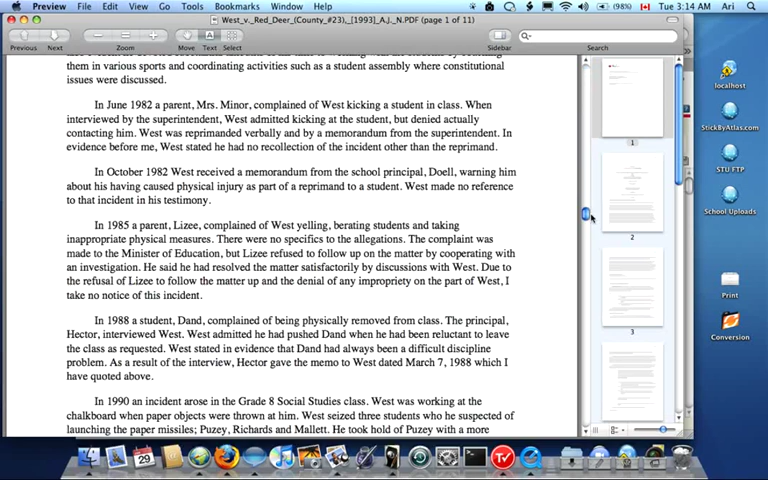 Preview File Edit View Go Tools Bookmarks Window Help (98%) Tue 3:14 AM Ari
West_v._Red_Deer_(County_#23),_[1993]_A.J._N.PDF (page 1 of 11)
Previous Next Zoom Move Text Select Sidebar Search
them in various sports and coordinating activities such as a student assembly where constitutional
issues were discussed.
In June 1982 a parent, Mrs. Minor, complained of West kicking a student in class. When
interviewed by the superintendent, West admitted kicking at the student, but denied actually
contacting him. West was reprimanded verbally and by a memorandum from the superintendent. In
evidence before me, West stated he had no recollection of the incident other than the reprimand.
In October 1982 West received a memorandum from the school principal, Doell, warning him
about his having caused physical injury as part of a reprimand to a student. West made no reference
to that incident in his testimony.
In 1985 a parent, Lizee, complained of West yelling, berating students and taking
inappropriate physical measures. There were no specifics to the allegations. The complaint was
made to the Minister of Education, but Lizee refused to follow up on the matter by cooperating with
an investigation. He said he had resolved the matter satisfactorily by discussions with West. Due to
the refusal of Lizee to follow the matter up and the denial of any impropriety on the part of West, I
take no notice of this incident.
In 1988 a student, Dand, complained of being physically removed from class. The principal,
Hector, interviewed West. West admitted he had pushed Dand when he had been reluctant to leave
the class as requested. West stated in evidence that Dand had always been a difficult discipline
problem. As a result of the interview, Hector gave the memo to West dated March 7, 1988 which I
have quoted above.
In 1990 an incident arose in the Grade 8 Social Studies class. West was working at the
chalkboard when paper objects were thrown at him. West seized three students who he suspected of
launching the paper missiles; Puzey, Richards and Mallett. He took hold of Puzey with a more
1
2
3
localhost
StickByAtlas.com
STU FTP
School Uploads
Print
Conversion
29